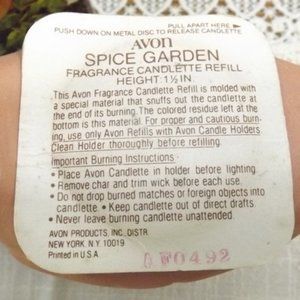 PULL APART HERE
PUSH DOWN ON METAL DISC TO RELEASE CANDLETTE
AVON
SPICE GARDEN
FRAGRANCE CANDLETTE REFILL
HEIGHT: 1½ IN.
This Avon Fragrance Candlette Refill is molded with
a special material that snuffs out the candlette at
the end of its burning. The colored residue left at the
bottom is this material. For proper and cautious burn-
ing, use only Avon Refills with Avon Candle Holders.
Clean Holder thoroughly before refilling.
Important Burning Instructions:
• Place Avon Candlette in holder before lighting
• Remove char and trim wick before each use.
• Do not drop burned matches or foreign objects into
candlette. • Keep candlette out of direct drafts.
• Never leave burning candlette unattended.
AVON PRODUCTS, INC. DISTR.
NEW YORK, N.Y. 10019
Printed in U.S.A.